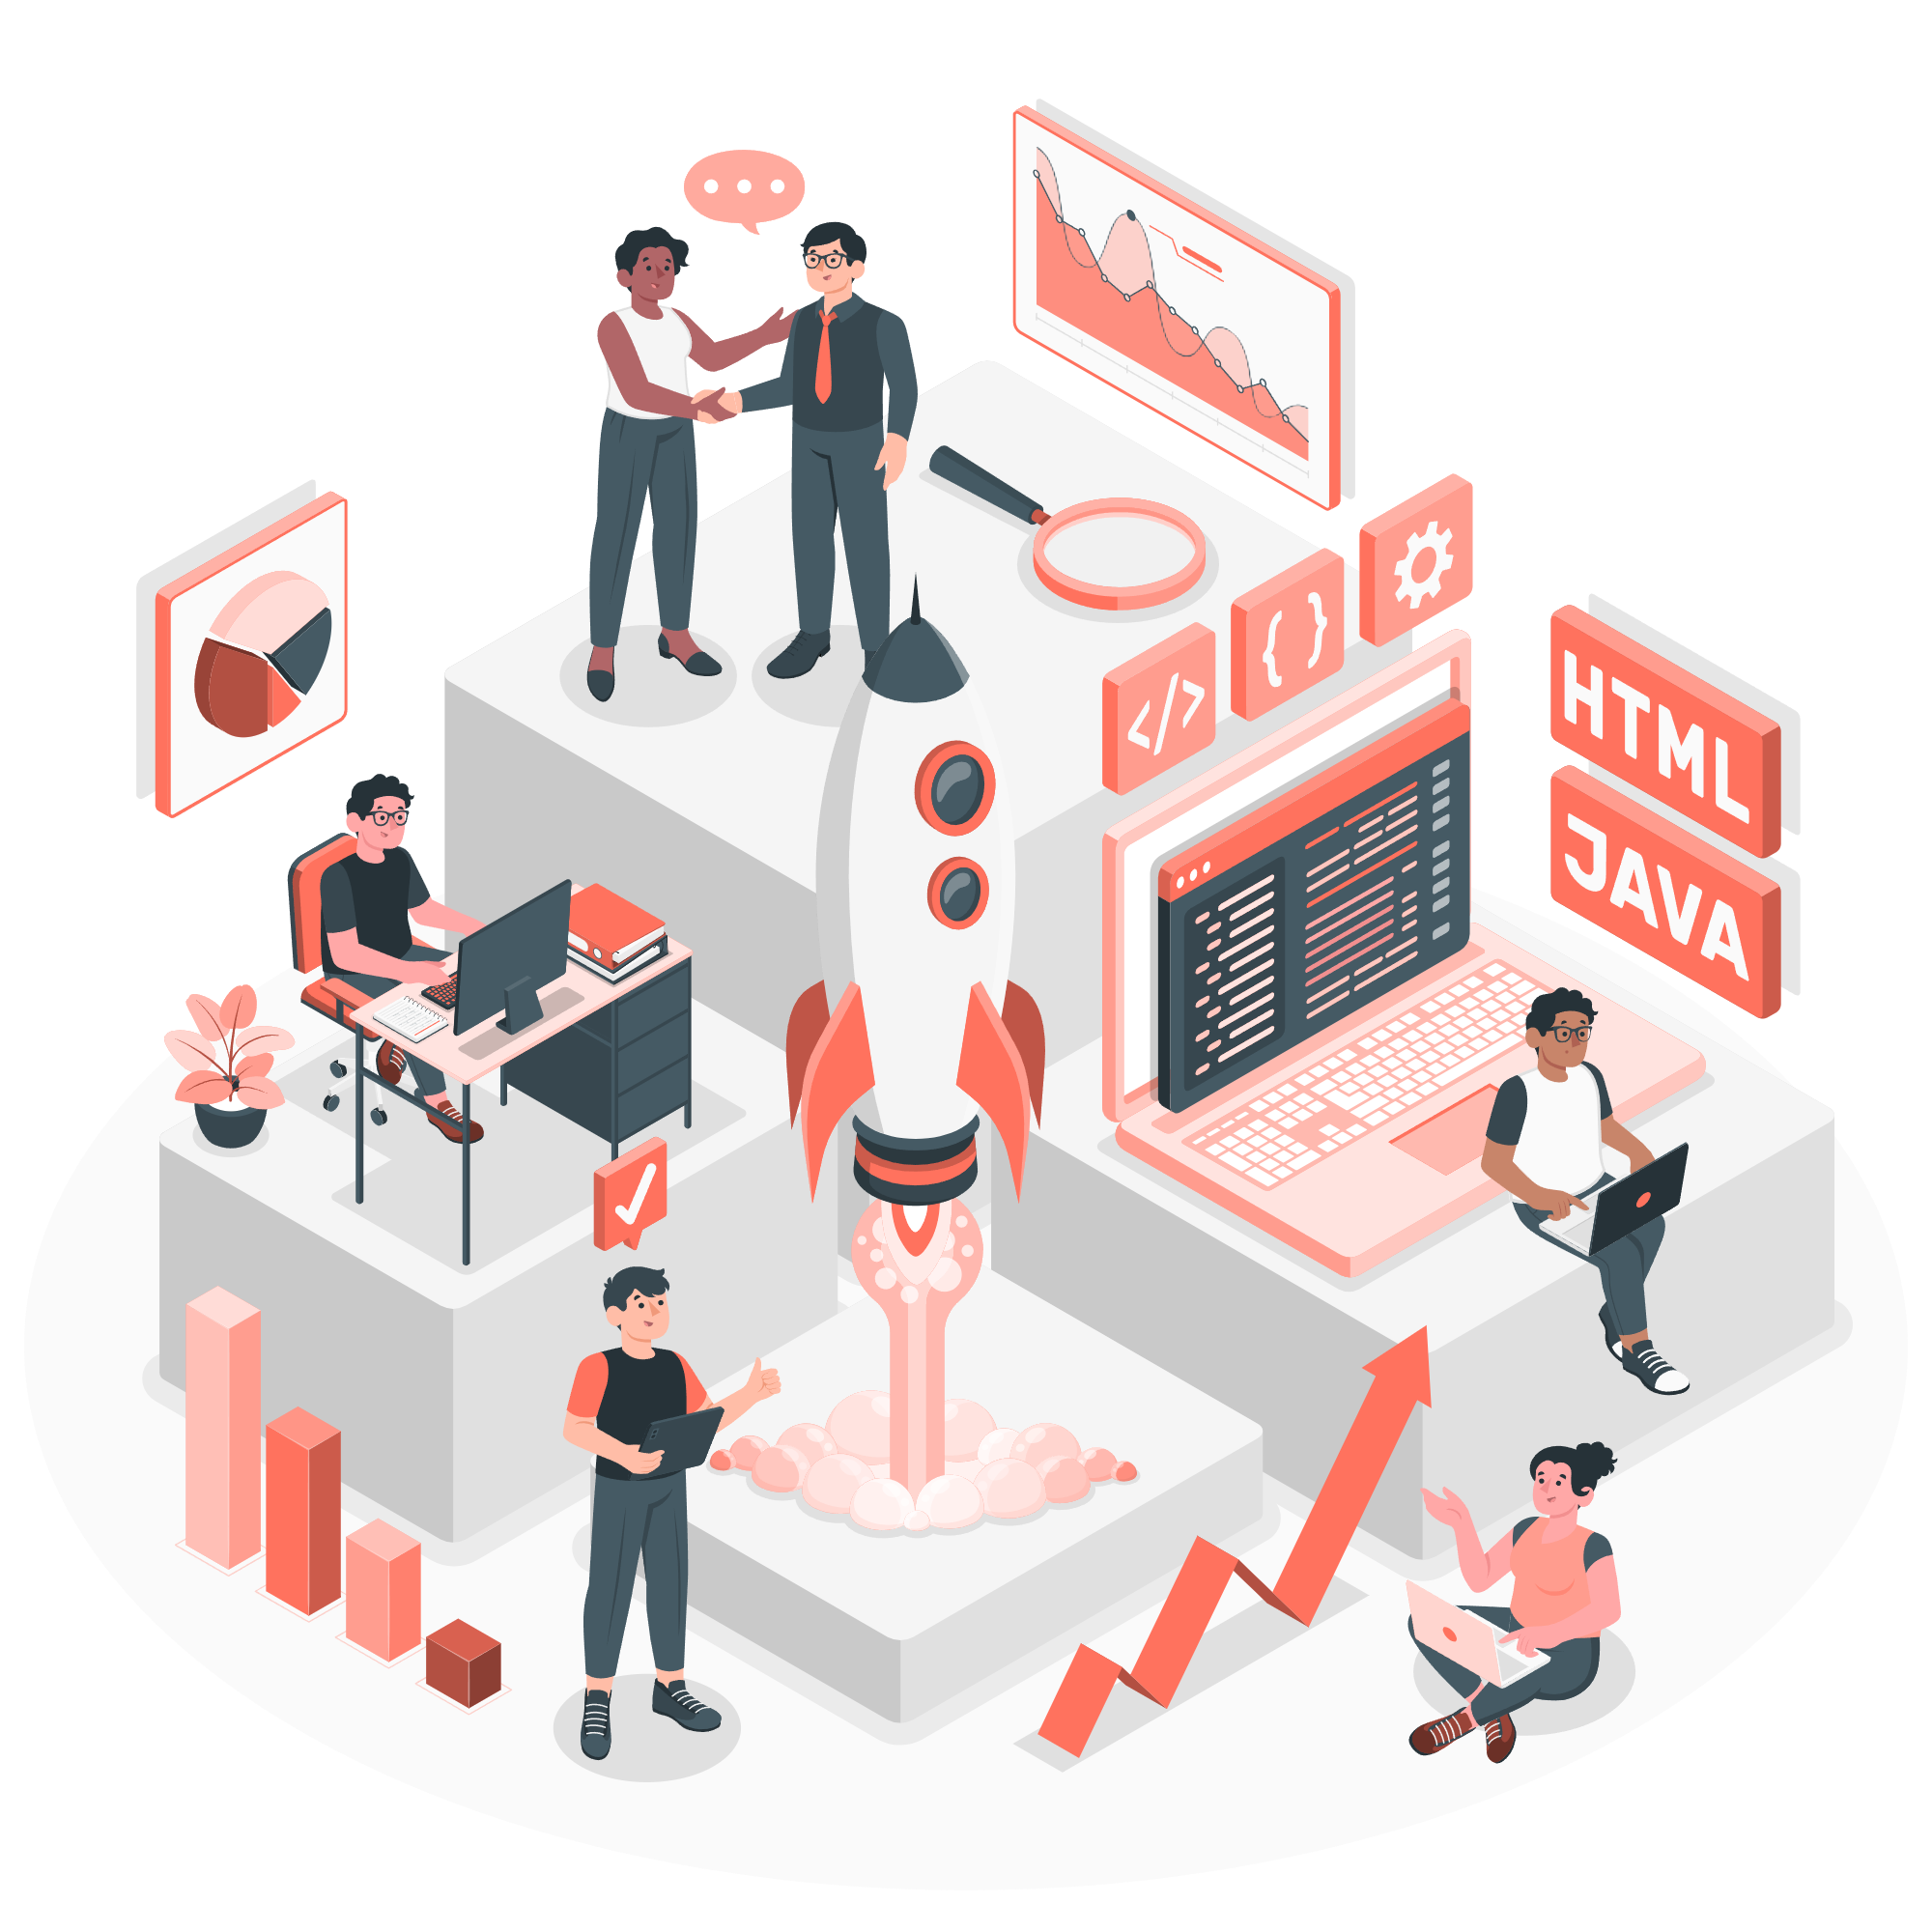 </>
{ }
HTML
JAVA